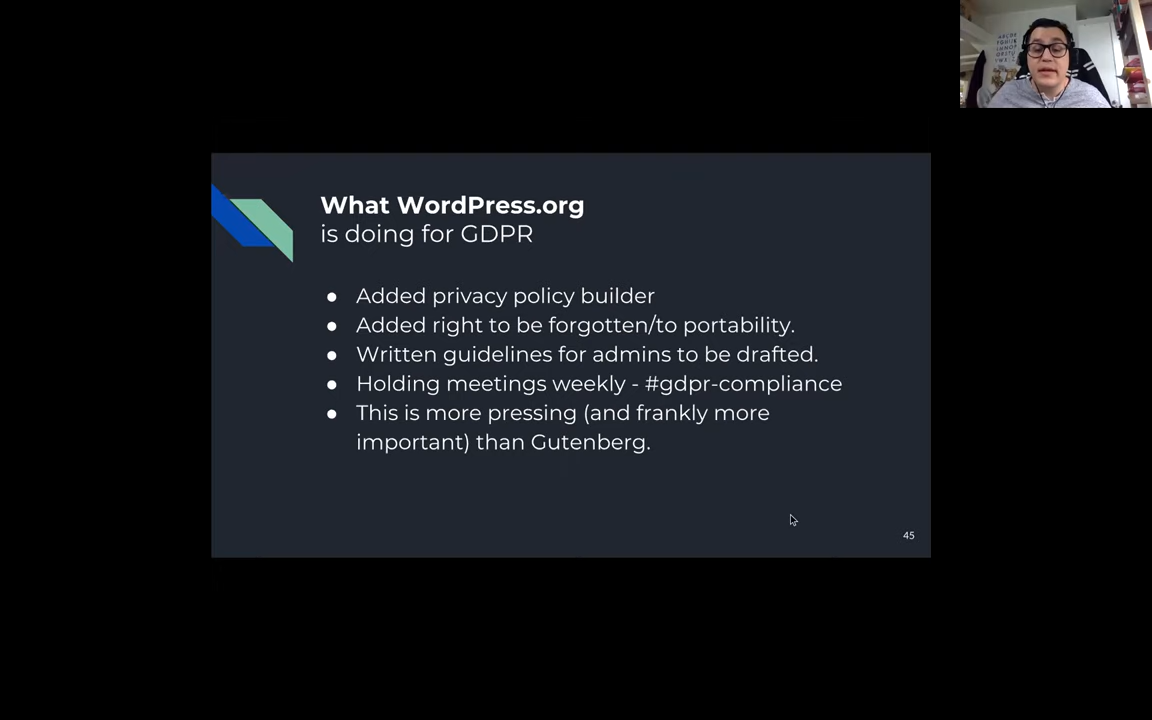 What WordPress.org
is doing for GDPR
● Added privacy policy builder
● Added right to be forgotten/to portability.
● Written guidelines for admins to be drafted.
● Holding meetings weekly - #gdpr-compliance
● This is more pressing (and frankly more
important) than Gutenberg.
45